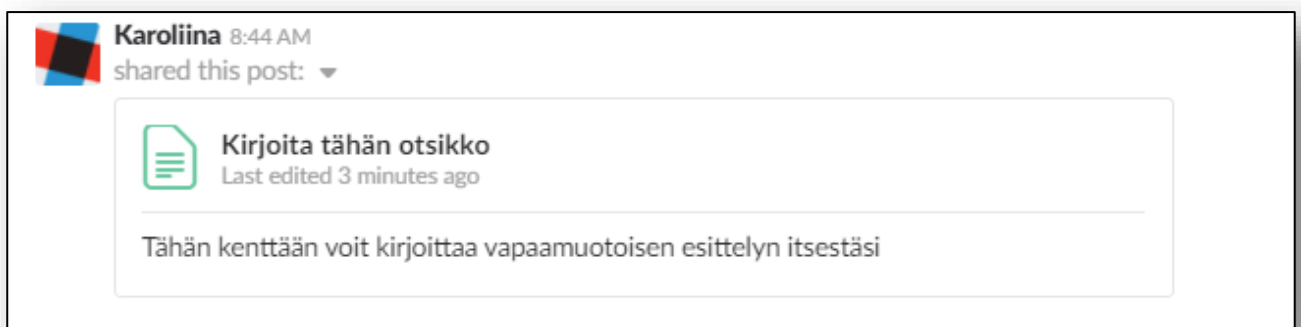 Karoliina 8:44 AM
shared this post:
Kirjoita tähän otsikko
Last edited 3 minutes ago
Tähän kenttään voit kirjoittaa vapaamuotoisen esittelyn itsestäsi